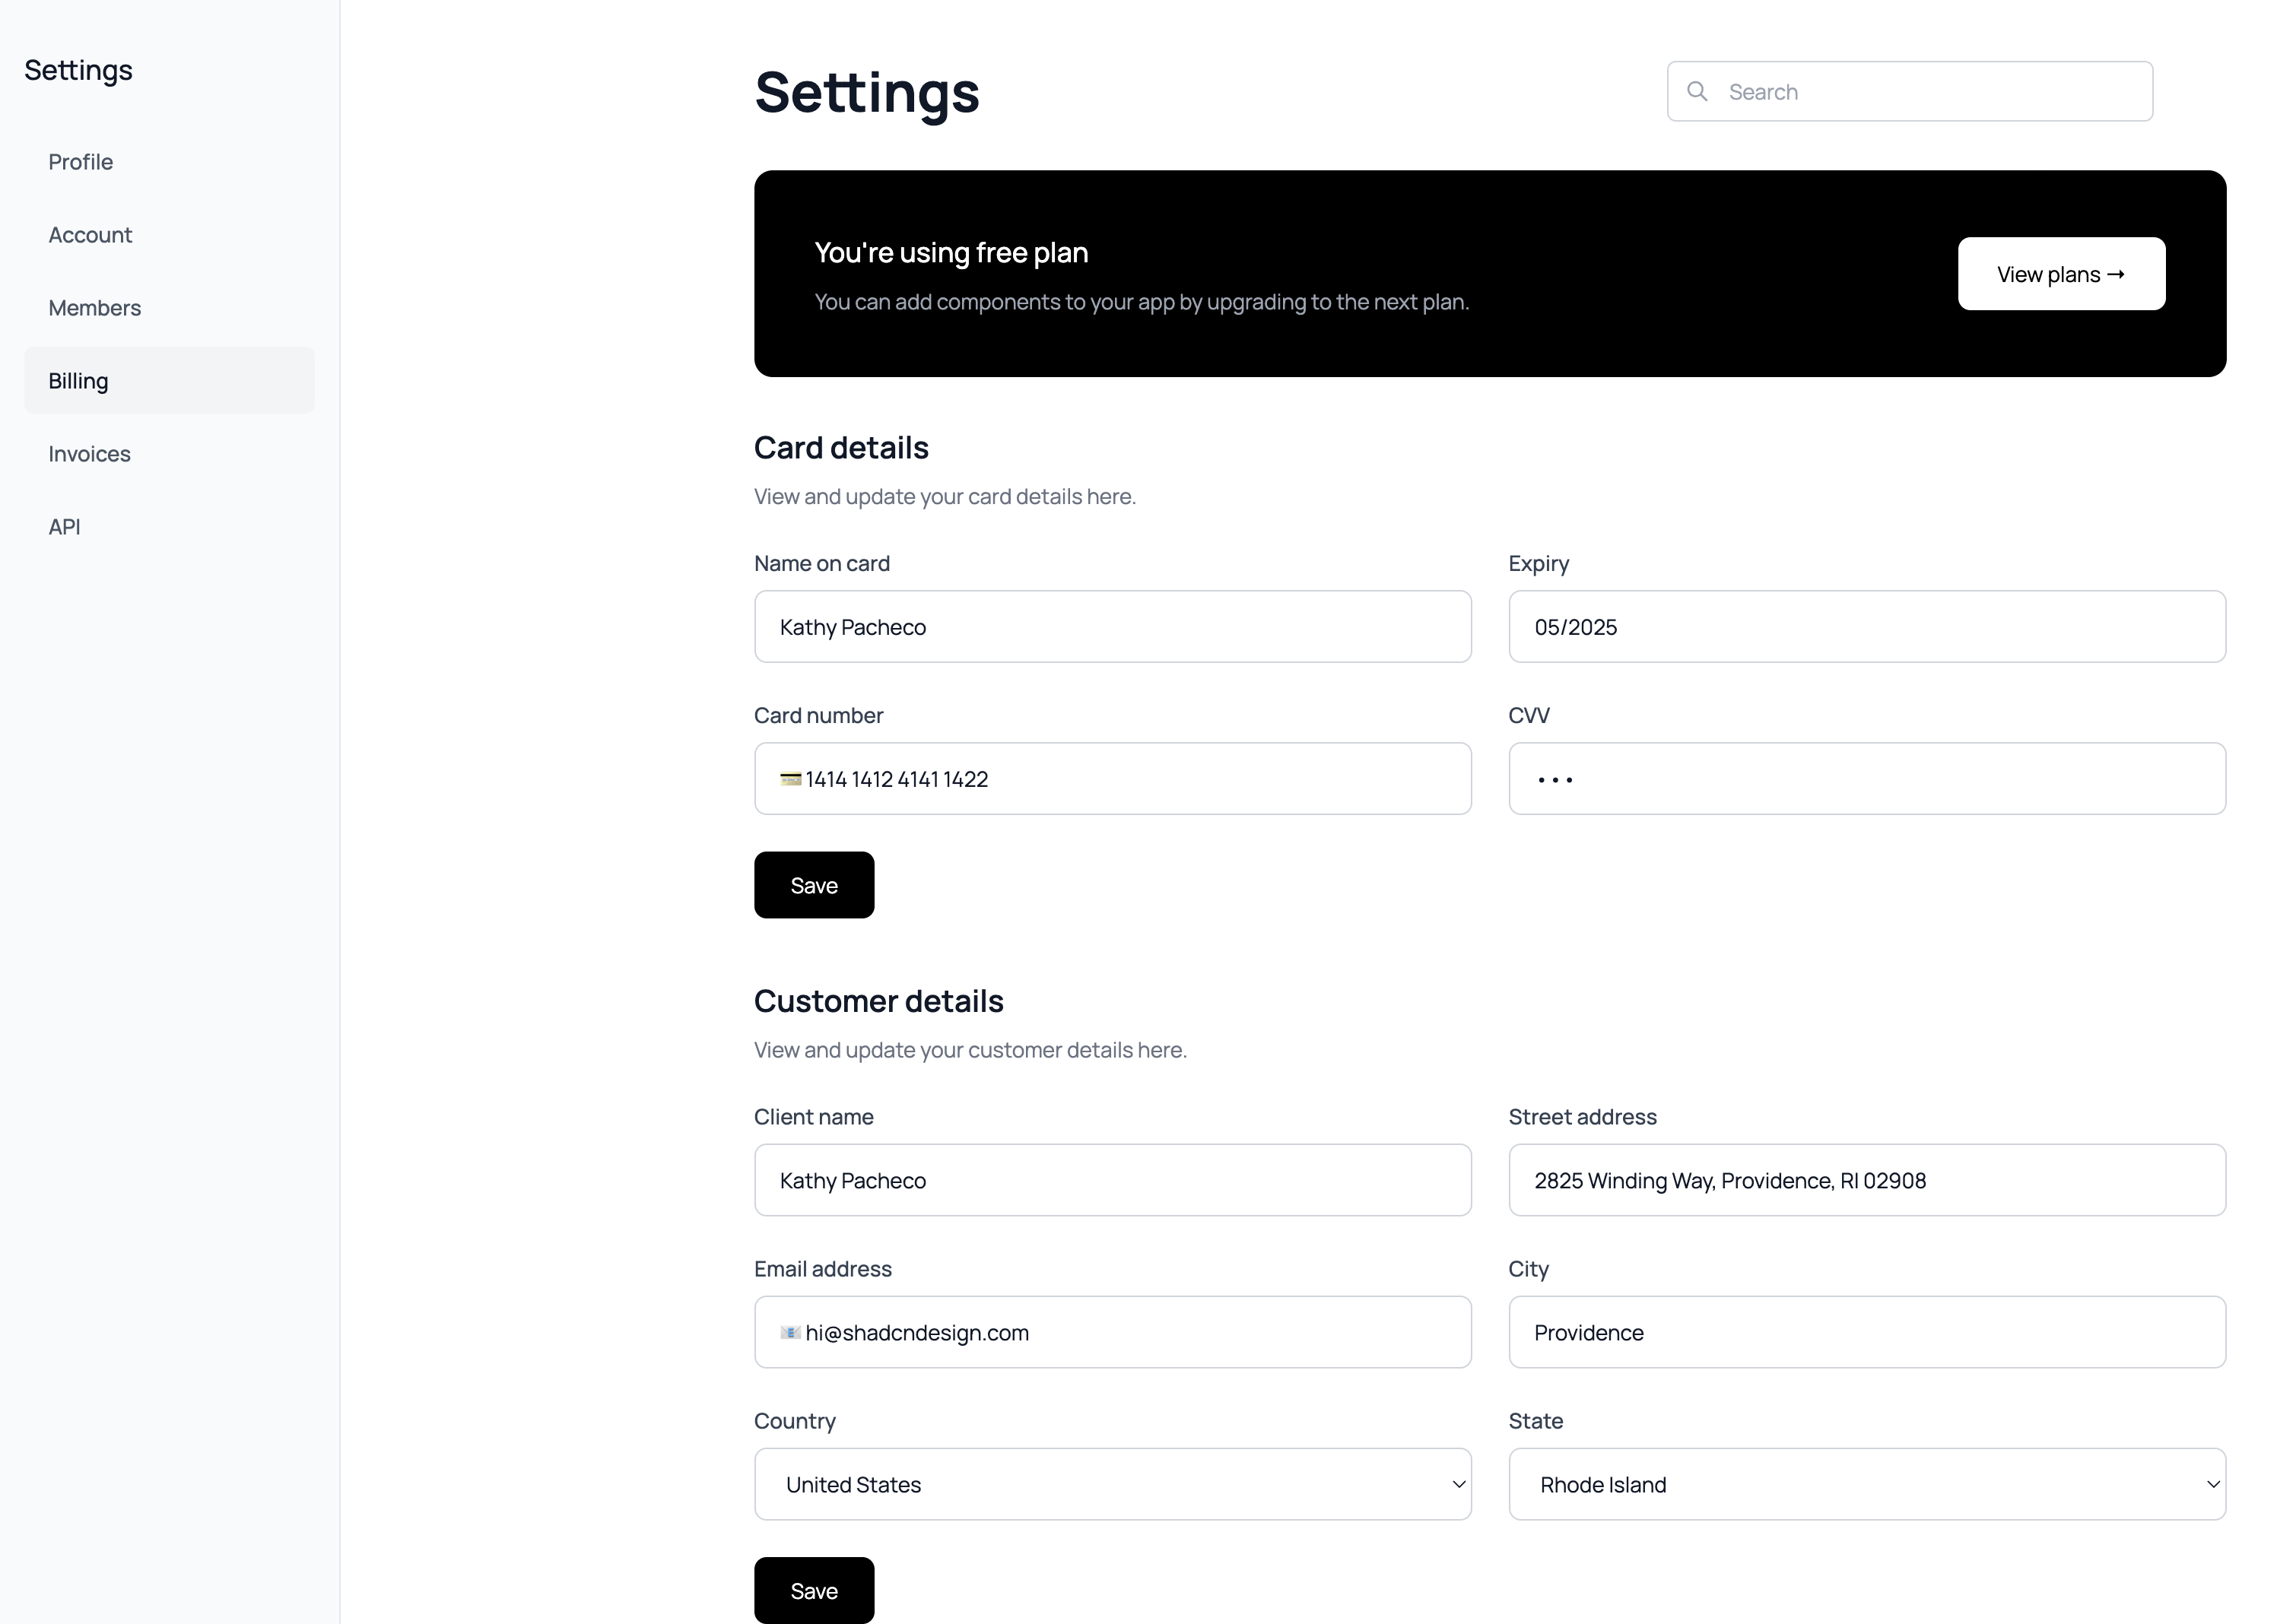 Settings
Profile
Account
Members
Billing
Invoices
API
Settings
Search
You're using free plan
You can add components to your app by upgrading to the next plan.
View plans →
Card details
View and update your card details here.
Name on card
Expiry
Kathy Pacheco
05/2025
Card number
CVV
💳 1414 1412 4141 1422
•••
Save
Customer details
View and update your customer details here.
Client name
Street address
Kathy Pacheco
2825 Winding Way, Providence, RI 02908
Email address
City
📧 hi@shadcndesign.com
Providence
Country
State
United States
Rhode Island
Save